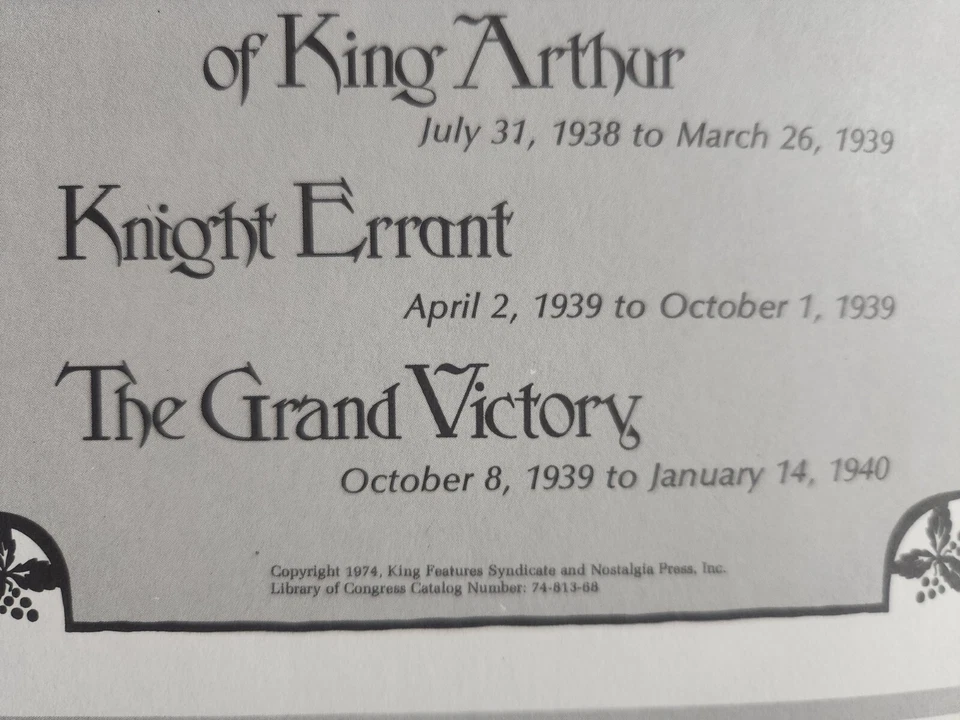 of King Arthur
July 31, 1938 to March 26, 1939
Knight Errant
April 2, 1939 to October 1, 1939
The Grand Victory
October 8, 1939 to January 14, 1940
Copyright 1974, King Features Syndicate and Nostalgia Press, Inc.
Library of Congress Catalog Number: 74-813-68